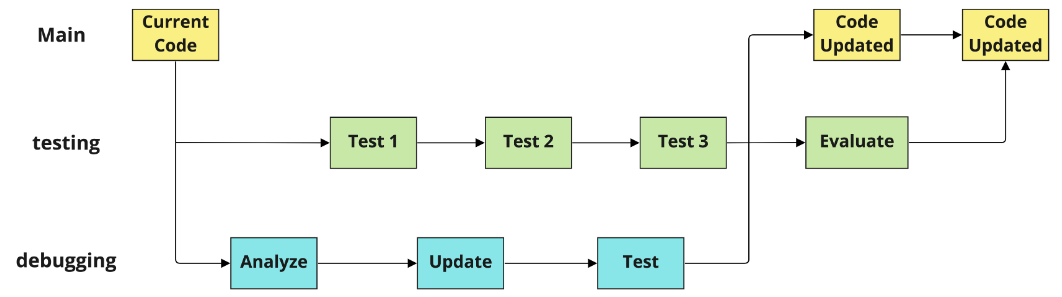 Main
Current
Code
Code
Updated
Code
Updated
testing
Test 1
Test 2
Test 3
Evaluate
debugging
Analyze
Update
Test